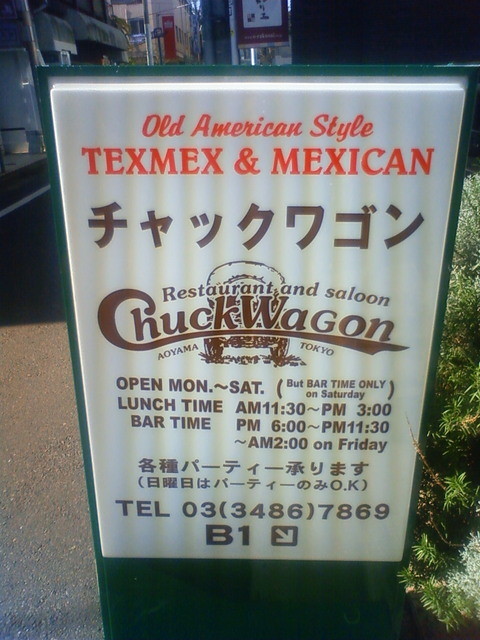 Old American Style
TEXMEX & MEXICAN
チャックワゴン
Restaurant and saloon
ChuckWagon
AOYAMA TOKYO
OPEN MON.～SAT. (But BAR TIME ONLY on Saturday)
LUNCH TIME AM11:30～PM 3:00
BAR TIME PM 6:00～PM11:30
～AM2:00 on Friday
各種パーティー承ります
(日曜日はパーティーのみO.K)
TEL 03(3486)7869
B1